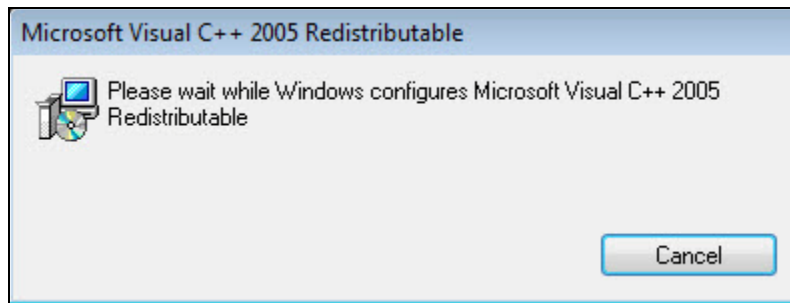 Microsoft Visual C++ 2005 Redistributable
Please wait while Windows configures Microsoft Visual C++ 2005
Redistributable
Cancel